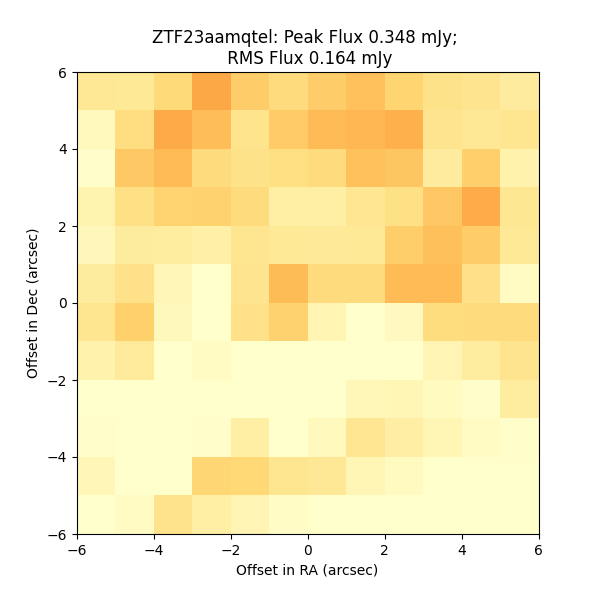 ZTF23aamqtel: Peak Flux 0.348 mJy;
RMS Flux 0.164 mJy
6
4
2
0
−2
−4
−6
Offset in Dec (arcsec)
−6 −4 −2 0 2 4 6
Offset in RA (arcsec)